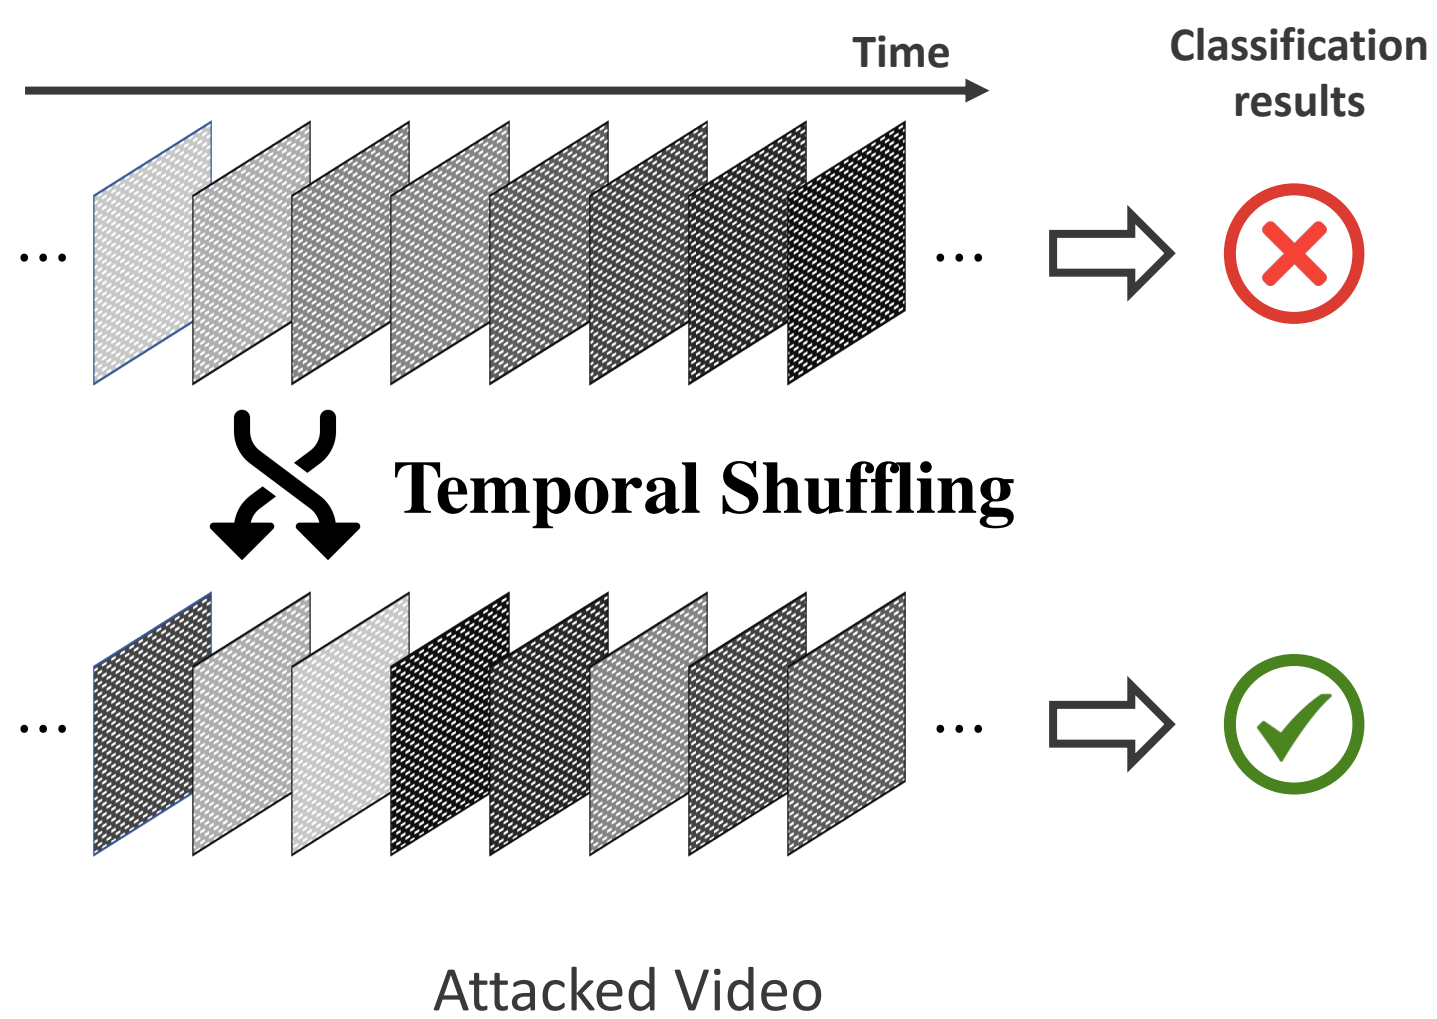 Time
Classification
results
...
...
Temporal Shuffling
...
...
Attacked Video